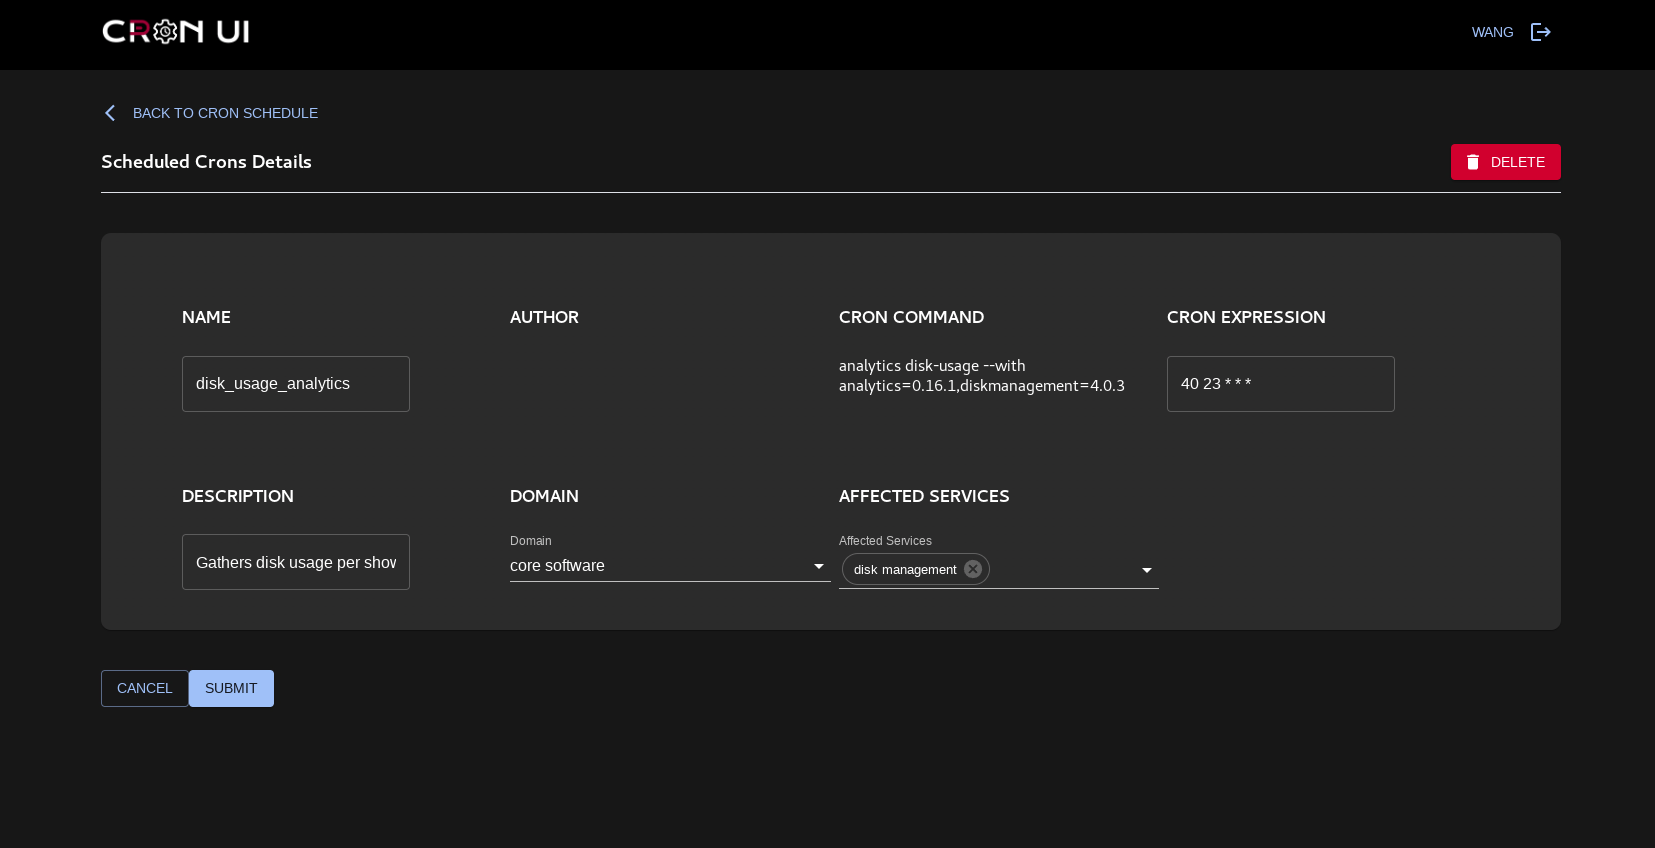 CRON UI
WANG
BACK TO CRON SCHEDULE
Scheduled Crons Details
DELETE
NAME
AUTHOR
CRON COMMAND
CRON EXPRESSION
disk_usage_analytics
analytics disk-usage --with
analytics=0.16.1,diskmanagement=4.0.3
40 23 * * *
DESCRIPTION
DOMAIN
AFFECTED SERVICES
Gathers disk usage per show
Domain
core software
Affected Services
disk management
CANCEL
SUBMIT